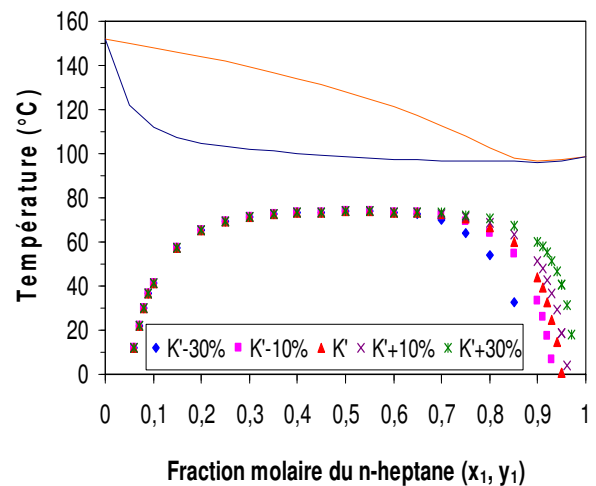 Température (°C)
160
140
120
100
80
60
40
20
0
K'-30% K'-10% K' K'+10% K'+30%
0 0,1 0,2 0,3 0,4 0,5 0,6 0,7 0,8 0,9 1
Fraction molaire du n-heptane (x₁, y₁)